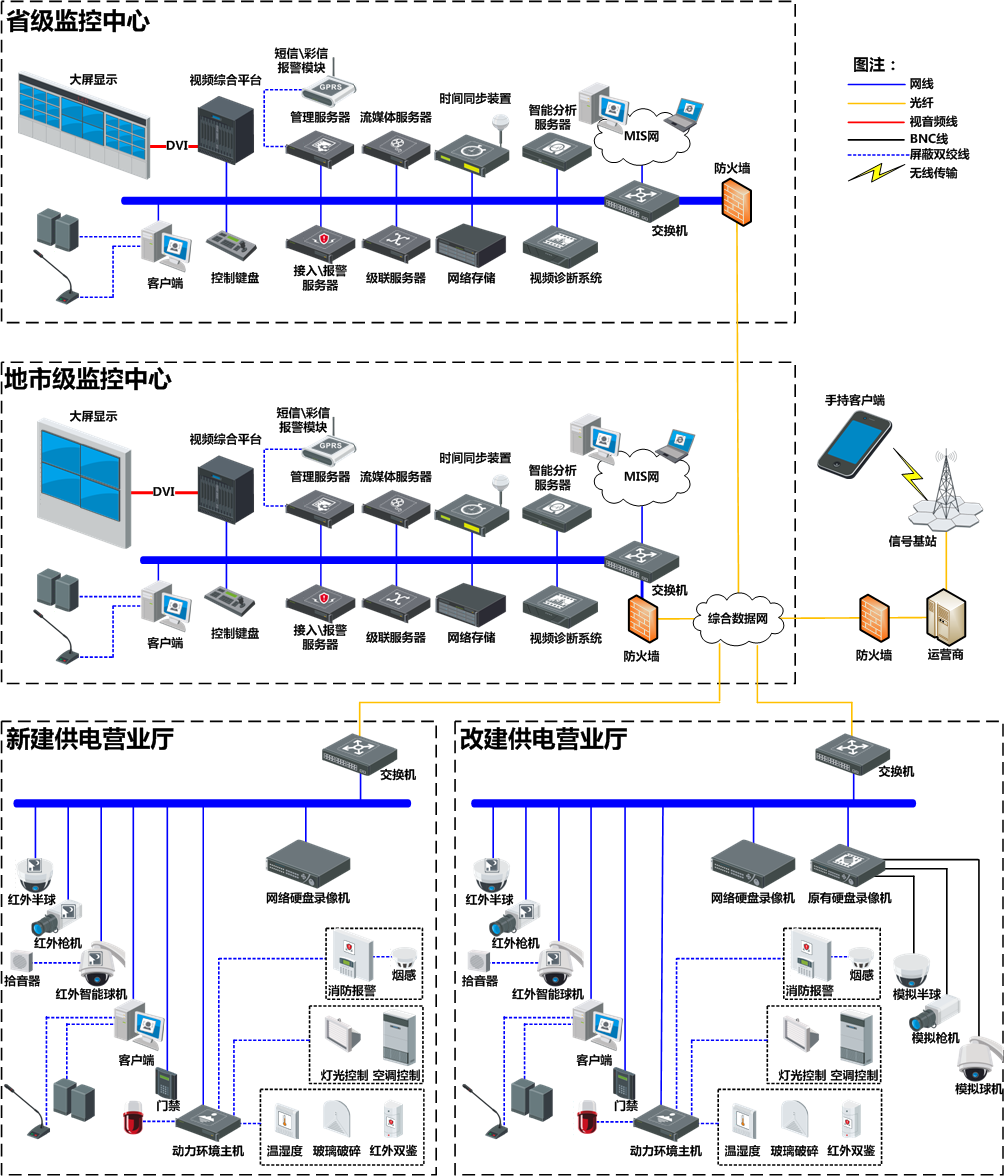 省级监控中心
大屏显示
DVI
视频综合平台
短信\彩信
报警模块
GPRS
管理服务器
流媒体服务器
时间同步装置
智能分析
服务器
MIS网
防火墙
交换机
客户端
控制键盘
接入\报警
服务器
级联服务器
网络存储
视频诊断系统
图注：
网线
光纤
视音频线
BNC线
屏蔽双绞线
无线传输
地市级监控中心
大屏显示
DVI
视频综合平台
短信\彩信
报警模块
GPRS
管理服务器
流媒体服务器
时间同步装置
智能分析
服务器
MIS网
交换机
客户端
控制键盘
接入\报警
服务器
级联服务器
网络存储
视频诊断系统
防火墙
综合数据网
手持客户端
信号基站
防火墙
运营商
新建供电营业厅
交换机
网络硬盘录像机
红外半球
红外枪机
拾音器
红外智能球机
客户端
门禁
动力环境主机
消防报警
烟感
灯光控制
空调控制
温湿度
玻璃破碎
红外双鉴
改建供电营业厅
交换机
网络硬盘录像机
原有硬盘录像机
红外半球
红外枪机
拾音器
红外智能球机
客户端
门禁
动力环境主机
消防报警
烟感
灯光控制
空调控制
温湿度
玻璃破碎
红外双鉴
模拟半球
模拟枪机
模拟球机